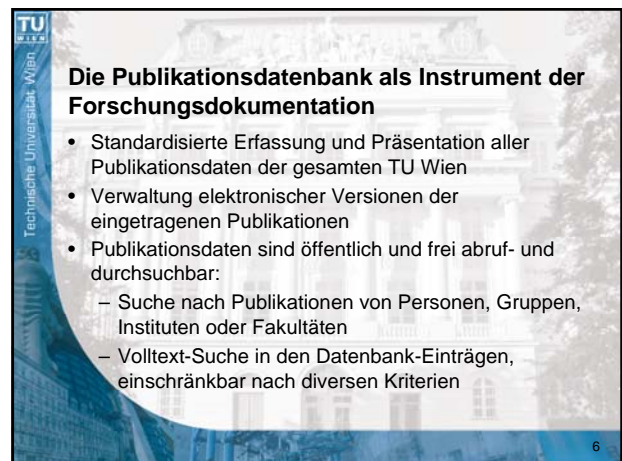 TU
WIEN
Technische Universität Wien
Die Publikationsdatenbank als Instrument der
Forschungsdokumentation
• Standardisierte Erfassung und Präsentation aller
Publikationsdaten der gesamten TU Wien
• Verwaltung elektronischer Versionen der
eingetragenen Publikationen
• Publikationsdaten sind öffentlich und frei abruf- und
durchsuchbar:
– Suche nach Publikationen von Personen, Gruppen,
Instituten oder Fakultäten
– Volltext-Suche in den Datenbank-Einträgen,
einschränkbar nach diversen Kriterien
6